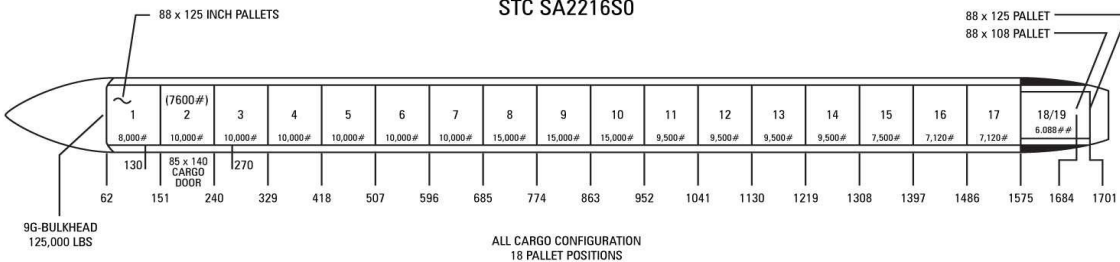 STC SA2216S0
88 x 125 INCH PALLETS
88 x 125 PALLET
88 x 108 PALLET
(7600#)
1 2 3 4 5 6 7 8 9 10 11 12 13 14 15 16 17 18/19
8,000# 10,000# 10,000# 10,000# 10,000# 10,000# 10,000# 15,000# 15,000# 15,000# 9,500# 9,500# 9,500# 9,500# 7,500# 7,120# 7,120# 6.088##
130 85 x 140 270
CARGO
DOOR
62 151 240 329 418 507 596 685 774 863 952 1041 1130 1219 1308 1397 1486 1575 1684 1701
9G-BULKHEAD
125,000 LBS
ALL CARGO CONFIGURATION
18 PALLET POSITIONS